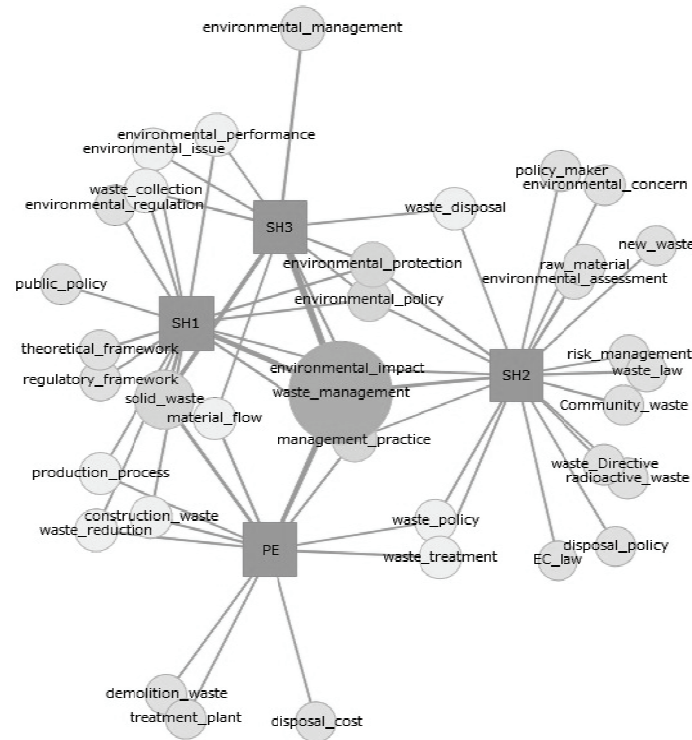 environmental_management
environmental_performance
environmental_issue
policy_maker
environmental_concern
waste_collection
environmental_regulation
waste_disposal
SH3
new_waste
environmental_protection
raw_material
environmental_assessment
public_policy
environmental_policy
SH1
theoretical_framework
risk_management
environmental_impact
waste_law
SH2
regulatory_framework
solid_waste
waste_management
Community_waste
material_flow
management_practice
waste_Directive
production_process
radioactive_waste
construction_waste
waste_policy
waste_reduction
disposal_policy
PE
waste_treatment
EC_law
demolition_waste
treatment_plant
disposal_cost